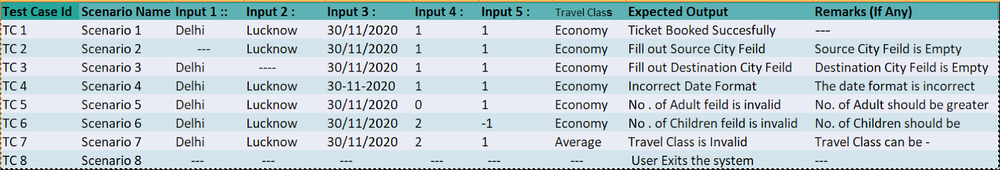 Test Case Id Scenario Name Input 1 :: Input 2 : Input 3 : Input 4 : Input 5 : Travel Class Expected Output Remarks (If Any)
TC 1 Scenario 1 Delhi Lucknow 30/11/2020 1 1 Economy Ticket Booked Succesfully ---
TC 2 Scenario 2 --- Lucknow 30/11/2020 1 1 Economy Fill out Source City Feild Source City Feild is Empty
TC 3 Scenario 3 Delhi ---- 30/11/2020 1 1 Economy Fill out Destination City Feild Destination City Feild is Empty
TC 4 Scenario 4 Delhi Lucknow 30-11-2020 1 1 Economy Incorrect Date Format The date format is incorrect
TC 5 Scenario 5 Delhi Lucknow 30/11/2020 0 1 Economy No . of Adult feild is invalid No. of Adult should be greater
TC 6 Scenario 6 Delhi Lucknow 30/11/2020 2 -1 Economy No . of Children feild is invalid No. of Children should be
TC 7 Scenario 7 Delhi Lucknow 30/11/2020 2 1 Average Travel Class is Invalid Travel Class can be -
TC 8 Scenario 8 --- --- --- --- --- --- User Exits the system ---